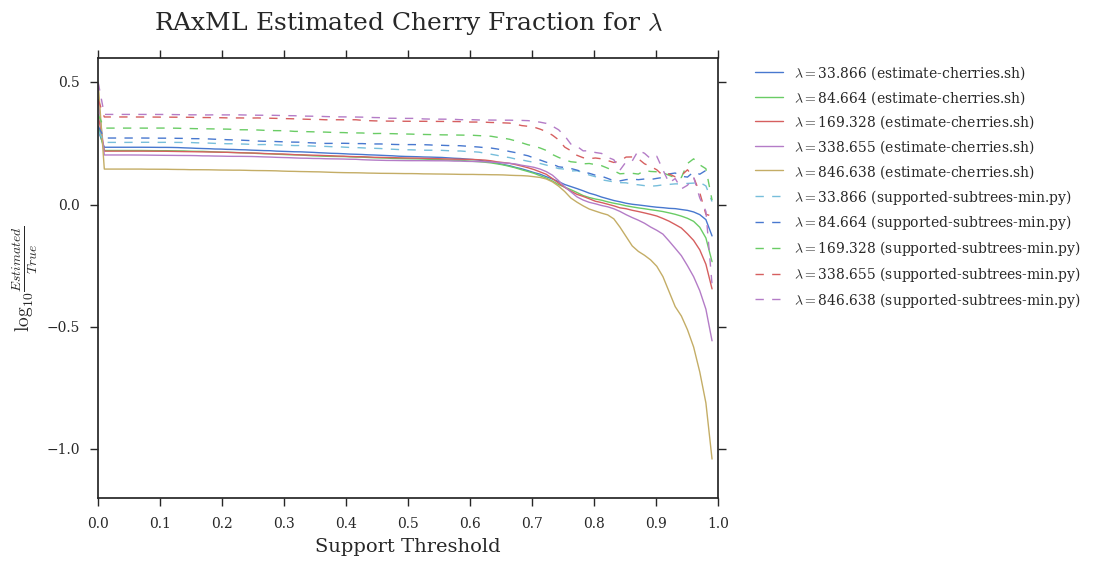 RAxML Estimated Cherry Fraction for λ
0.5
0.0
−0.5
−1.0
log10 Estimated/True
0.0 0.1 0.2 0.3 0.4 0.5 0.6 0.7 0.8 0.9 1.0
Support Threshold
λ = 33.866 (estimate-cherries.sh)
λ = 84.664 (estimate-cherries.sh)
λ = 169.328 (estimate-cherries.sh)
λ = 338.655 (estimate-cherries.sh)
λ = 846.638 (estimate-cherries.sh)
λ = 33.866 (supported-subtrees-min.py)
λ = 84.664 (supported-subtrees-min.py)
λ = 169.328 (supported-subtrees-min.py)
λ = 338.655 (supported-subtrees-min.py)
λ = 846.638 (supported-subtrees-min.py)